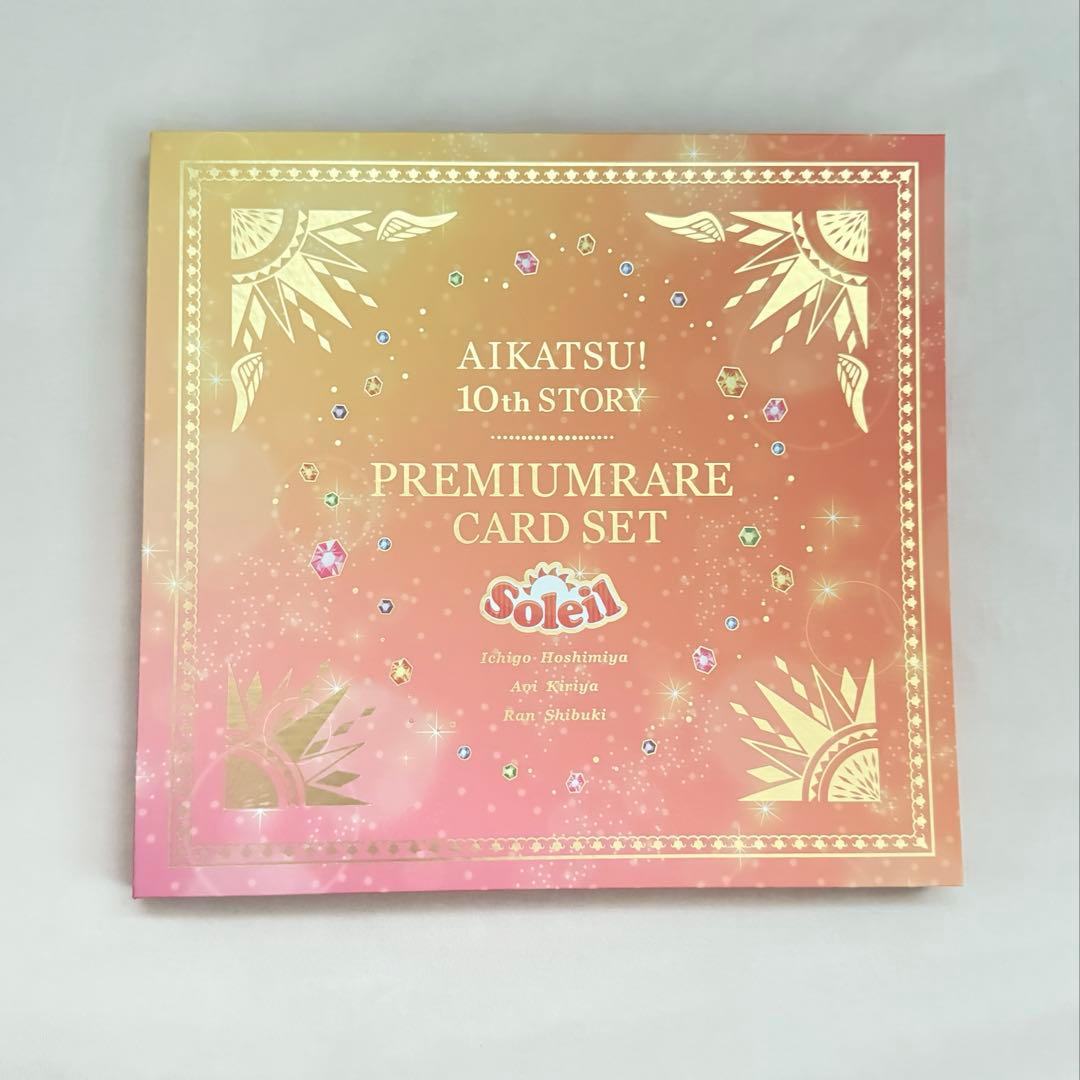 AIKATSU!
10th STORY
PREMIUMRARE
CARD SET
Soleil
Ichigo Hoshimiya
Aoi Kiriya
Ran Shibuki